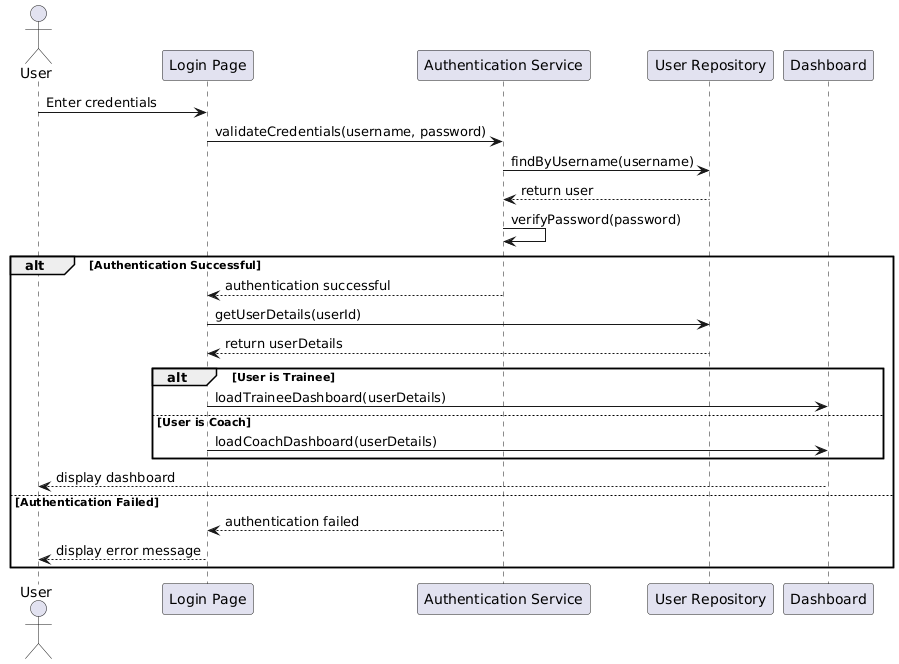 User
Login Page
Authentication Service
User Repository
Dashboard
Enter credentials
validateCredentials(username, password)
findByUsername(username)
return user
verifyPassword(password)
alt
[Authentication Successful]
authentication successful
getUserDetails(userId)
return userDetails
alt
[User is Trainee]
loadTraineeDashboard(userDetails)
[User is Coach]
loadCoachDashboard(userDetails)
display dashboard
[Authentication Failed]
authentication failed
display error message
User
Login Page
Authentication Service
User Repository
Dashboard